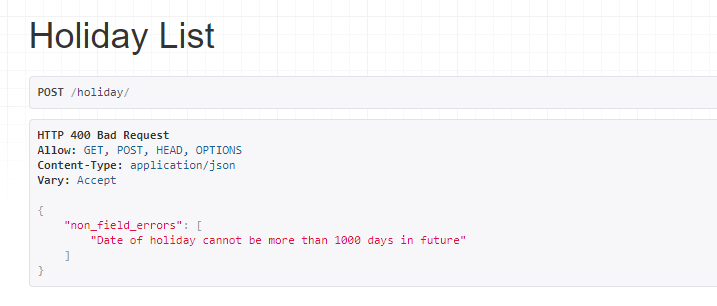 Holiday List
POST /holiday/
HTTP 400 Bad Request
Allow: GET, POST, HEAD, OPTIONS
Content-Type: application/json
Vary: Accept
{
    "non_field_errors": [
        "Date of holiday cannot be more than 1000 days in future"
    ]
}